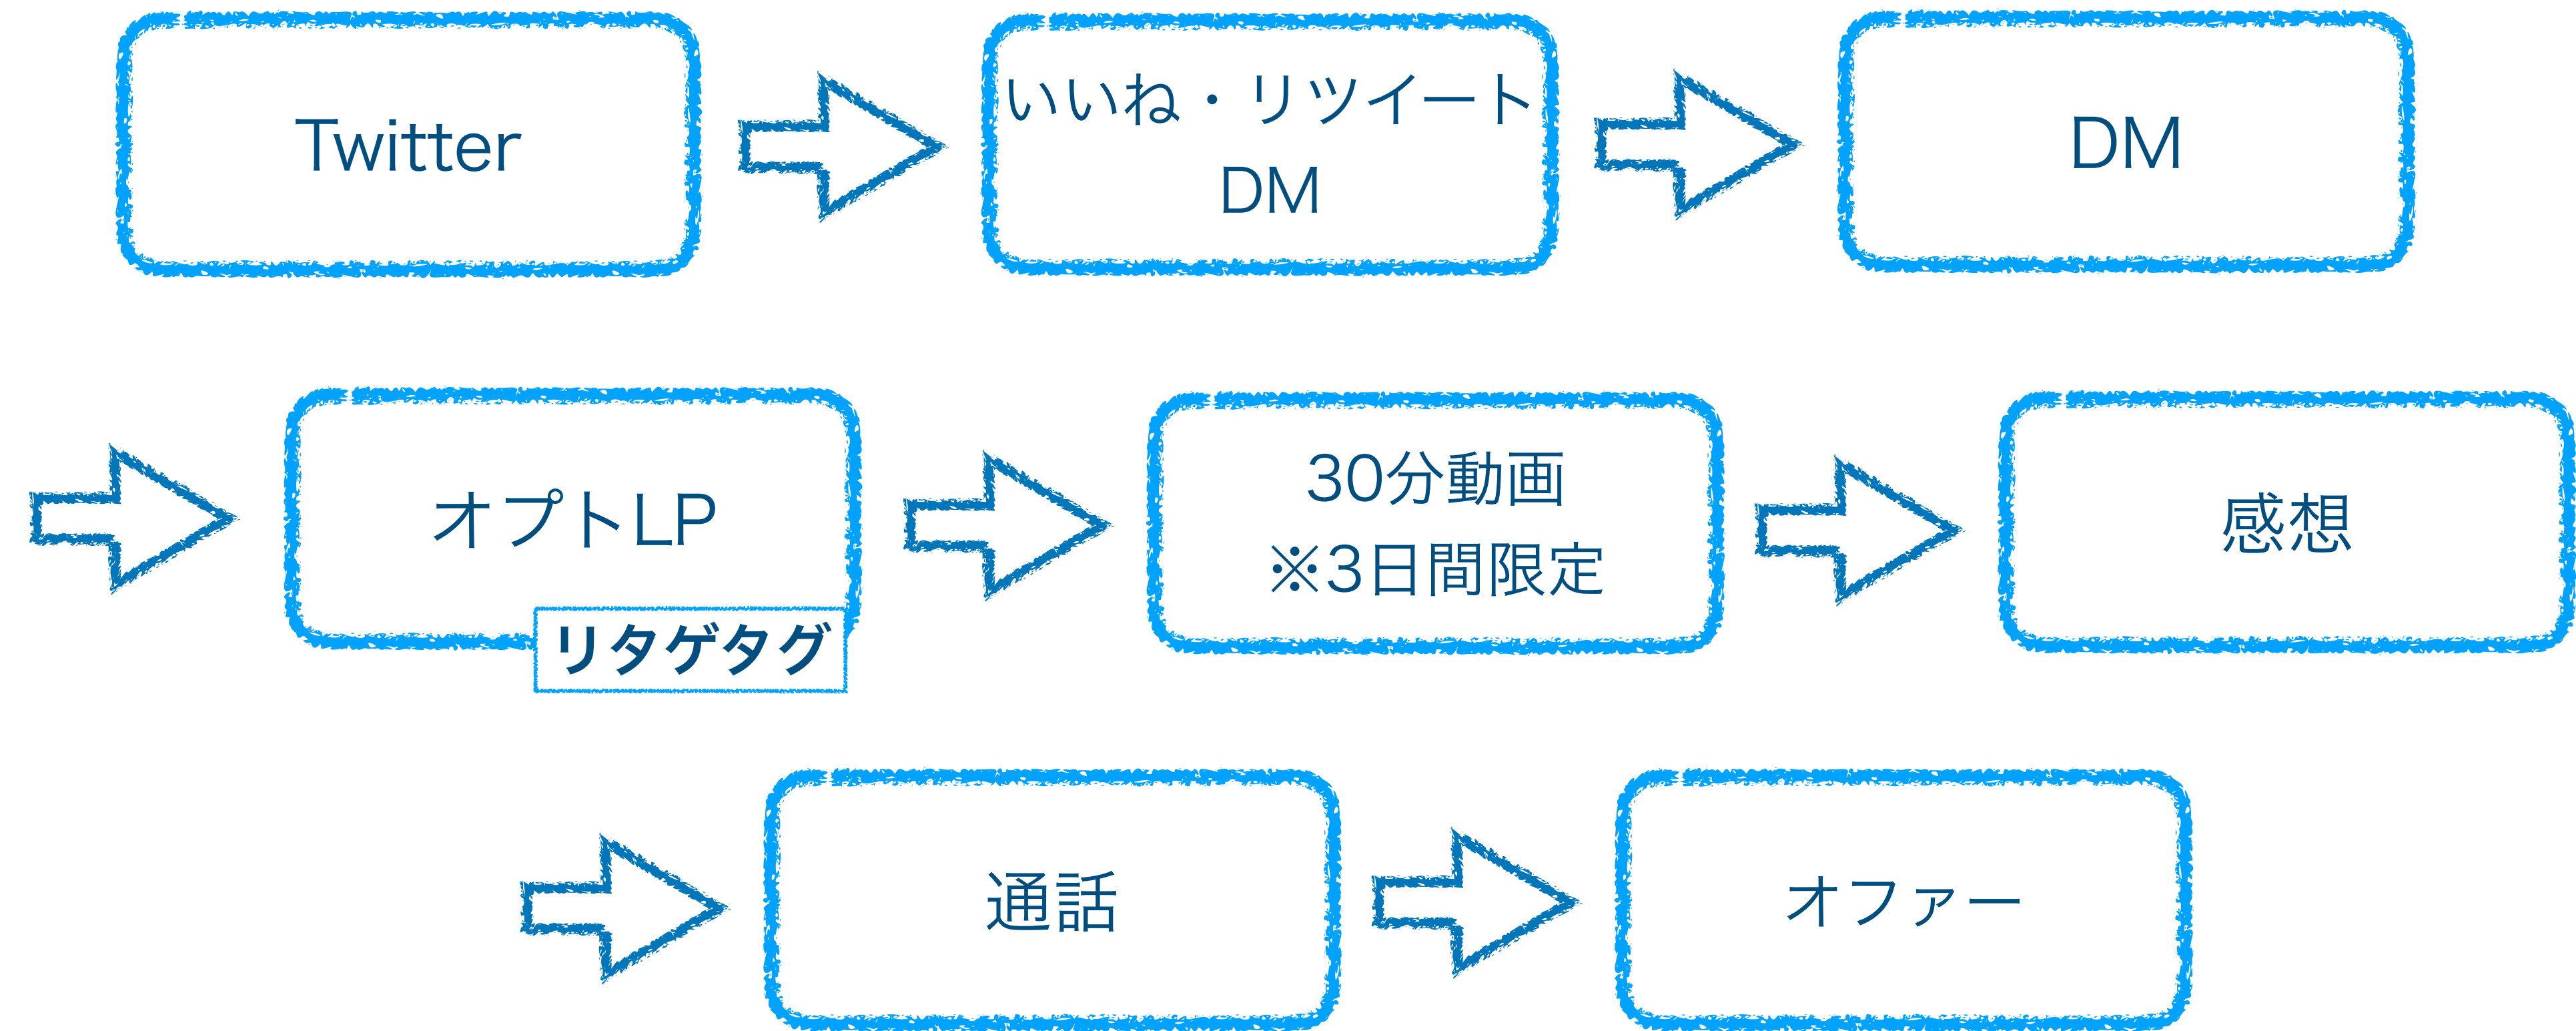 Twitter
いいね・リツイート
DM
DM
オプトLP
リタゲタグ
30分動画
※3日間限定
感想
通話
オファー